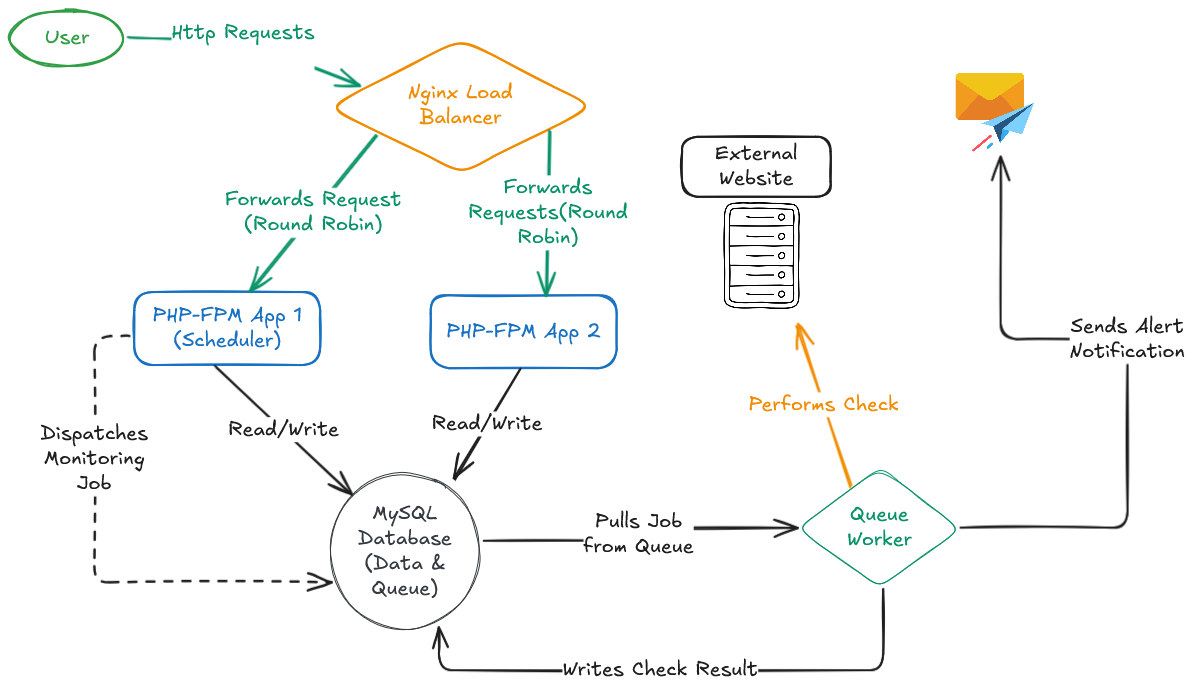 User
Http Requests
Nginx Load
Balancer
Forwards Request
(Round Robin)
Forwards
Requests(Round
Robin)
External
Website
PHP-FPM App 1
(Scheduler)
PHP-FPM App 2
Sends Alert
Notification
Performs Check
Read/Write
Read/Write
Dispatches
Monitoring
Job
MySQL
Database
(Data &
Queue)
Pulls Job
from Queue
Queue
Worker
Writes Check Result